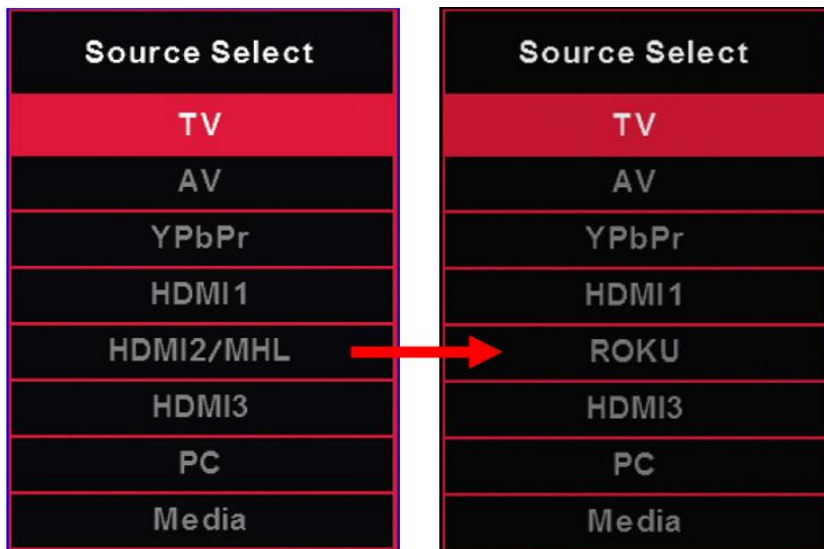 Source Select
TV
AV
YPbPr
HDMI1
HDMI2/MHL
HDMI3
PC
Media
Source Select
TV
AV
YPbPr
HDMI1
ROKU
HDMI3
PC
Media